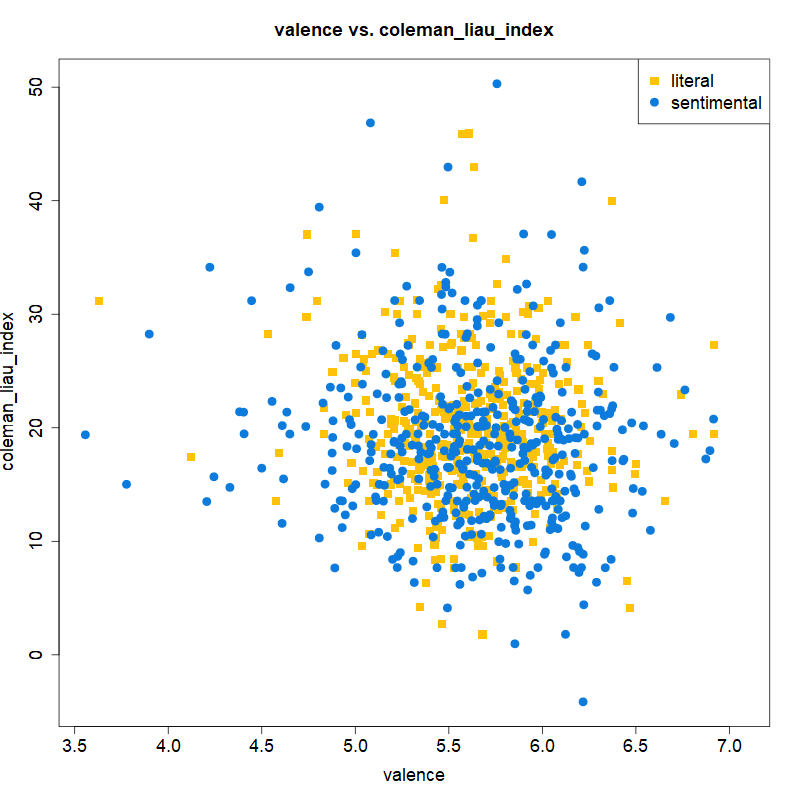 valence vs. coleman_liau_index
literal
sentimental
50
40
30
20
10
0
coleman_liau_index
3.5 4.0 4.5 5.0 5.5 6.0 6.5 7.0
valence